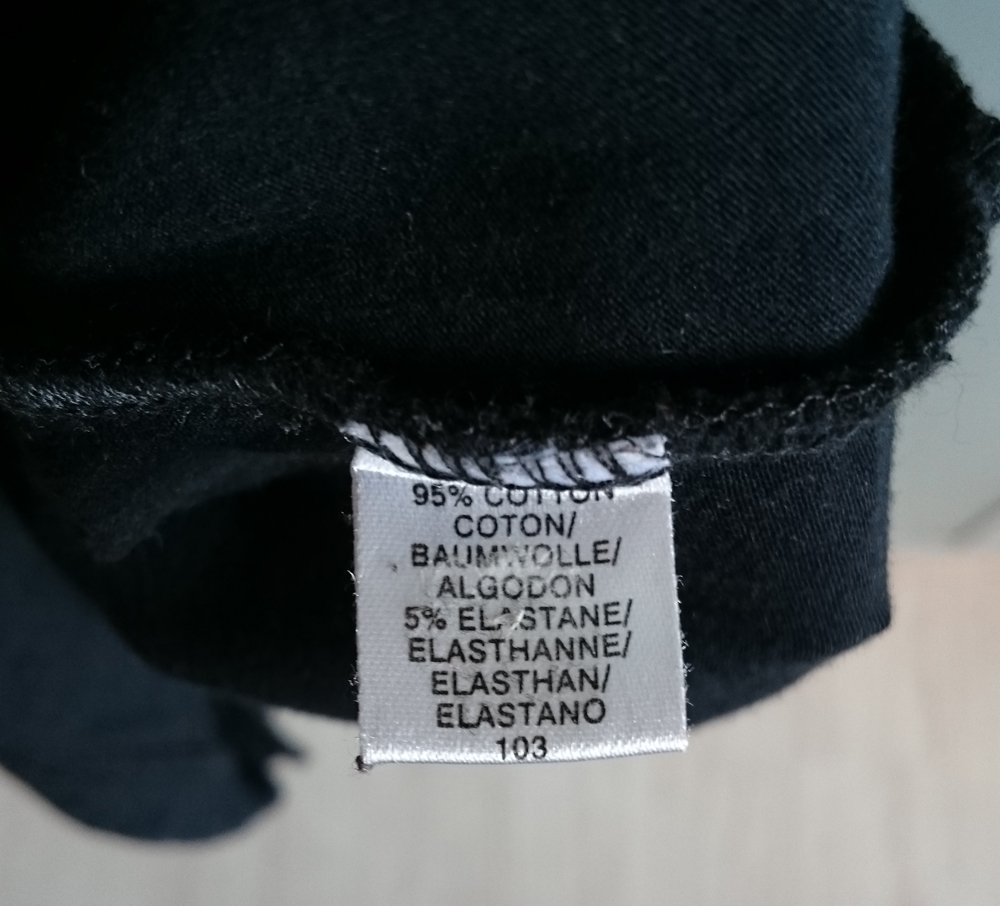 95% COTTON
COTON/
BAUMWOLLE/
ALGODON
5% ELASTANE/
ELASTHANNE/
ELASTHAN/
ELASTANO
103